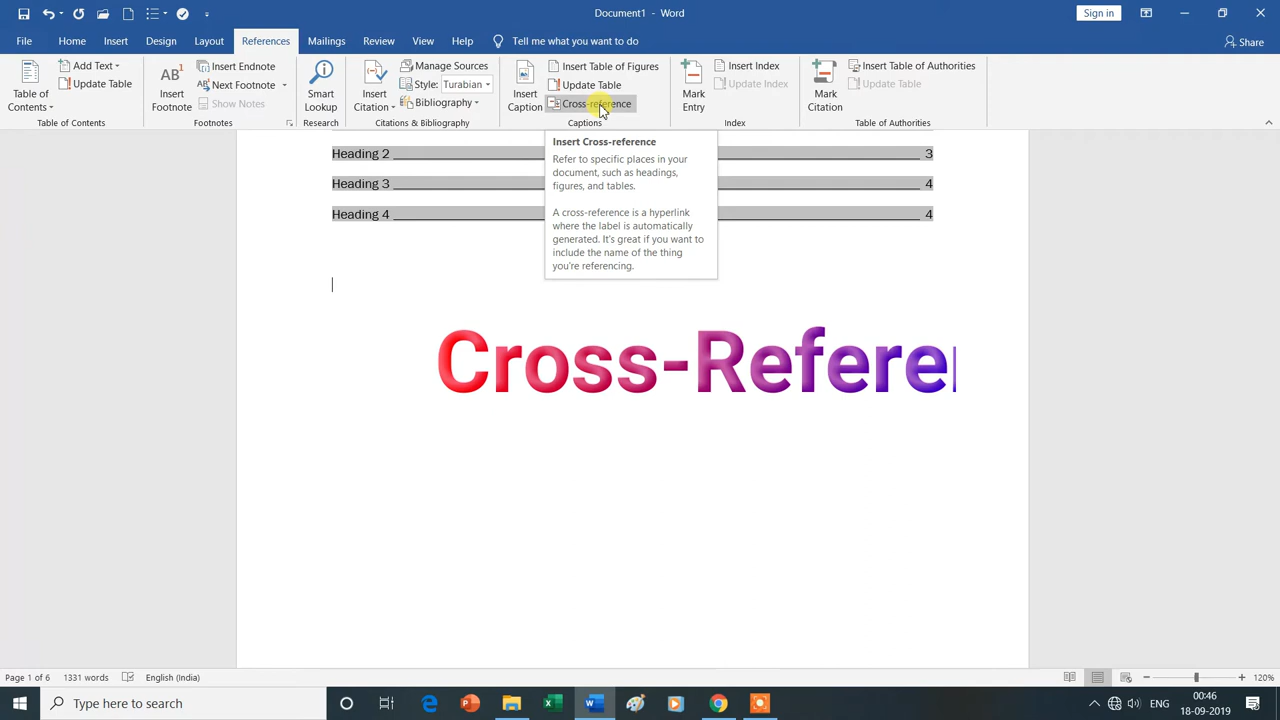 Document1 - Word
Sign in
File Home Insert Design Layout References Mailings Review View Help Tell me what you want to do Share
Table of Contents
Add Text
Update Table
Table of Contents
AB1
Insert Footnote
Insert Endnote
Next Footnote
Show Notes
Footnotes
Smart Lookup
Research
Insert Citation
Manage Sources
Style: Turabian
Bibliography
Citations & Bibliography
Insert Caption
Insert Table of Figures
Update Table
Cross-reference
Captions
Mark Entry
Insert Index
Update Index
Index
Mark Citation
Insert Table of Authorities
Update Table
Table of Authorities
Insert Cross-reference
Refer to specific places in your
document, such as headings,
figures, and tables.
A cross-reference is a hyperlink
where the label is automatically
generated. It's great if you want to
include the name of the thing
you're referencing.
Heading 2 3
Heading 3 4
Heading 4 4
Cross-Refere
Page 1 of 6 1331 words English (India) 120%
Type here to search
ENG
00:46
18-09-2019